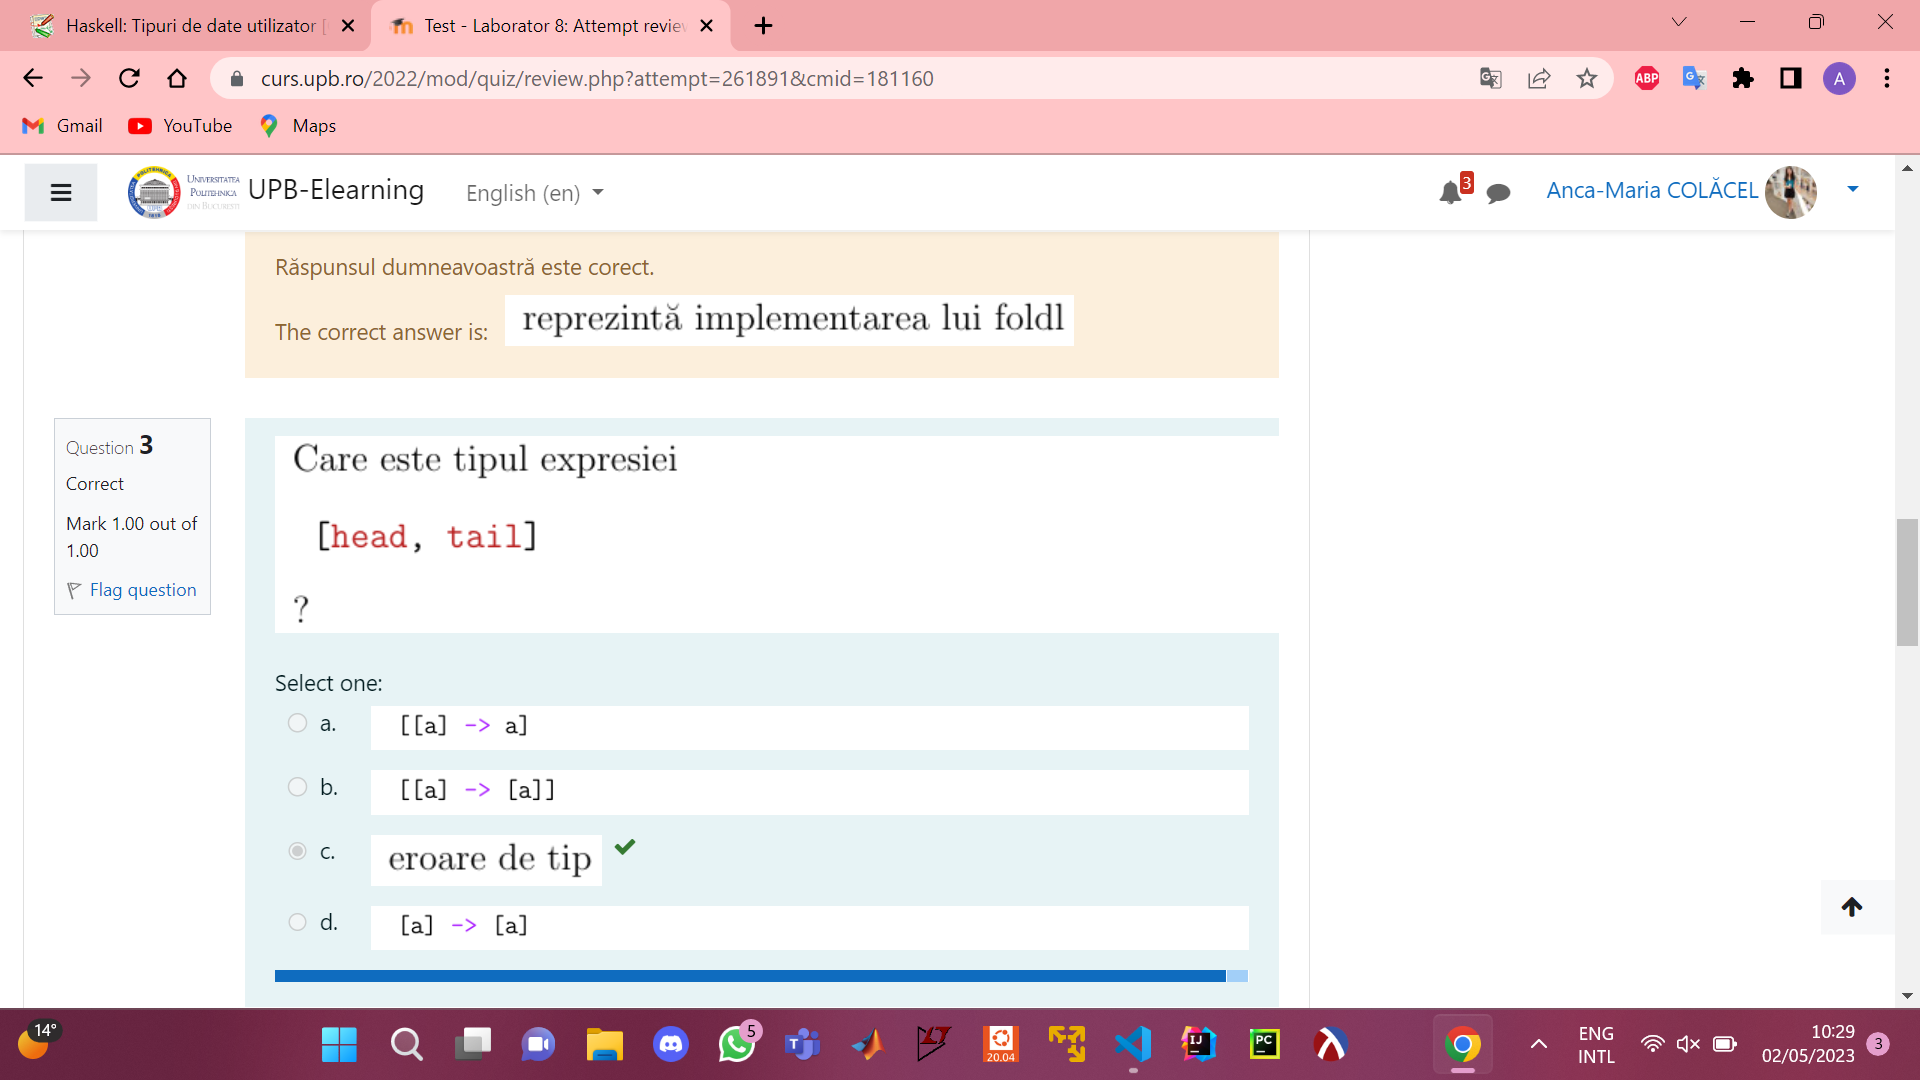 Haskell: Tipuri de date utilizator [
Test - Laborator 8: Attempt review
curs.upb.ro/2022/mod/quiz/review.php?attempt=261891&cmid=181160
ABP
A
Gmail
YouTube
Maps
UNIVERSITATEA
POLITEHNICA
DIN BUCUREȘTI
UPB-Elearning
English (en)
3
Anca-Maria COLĂCEL
Răspunsul dumneavoastră este corect.
The correct answer is:
reprezintă implementarea lui foldl
Question 3
Correct
Mark 1.00 out of
1.00
Flag question
Care este tipul expresiei
[head, tail]
?
Select one:
a. [[a] -> a]
b. [[a] -> [a]]
c. eroare de tip
d. [a] -> [a]
14°
5
20.04
IJ
PC
ENG
INTL
10:29
02/05/2023
3